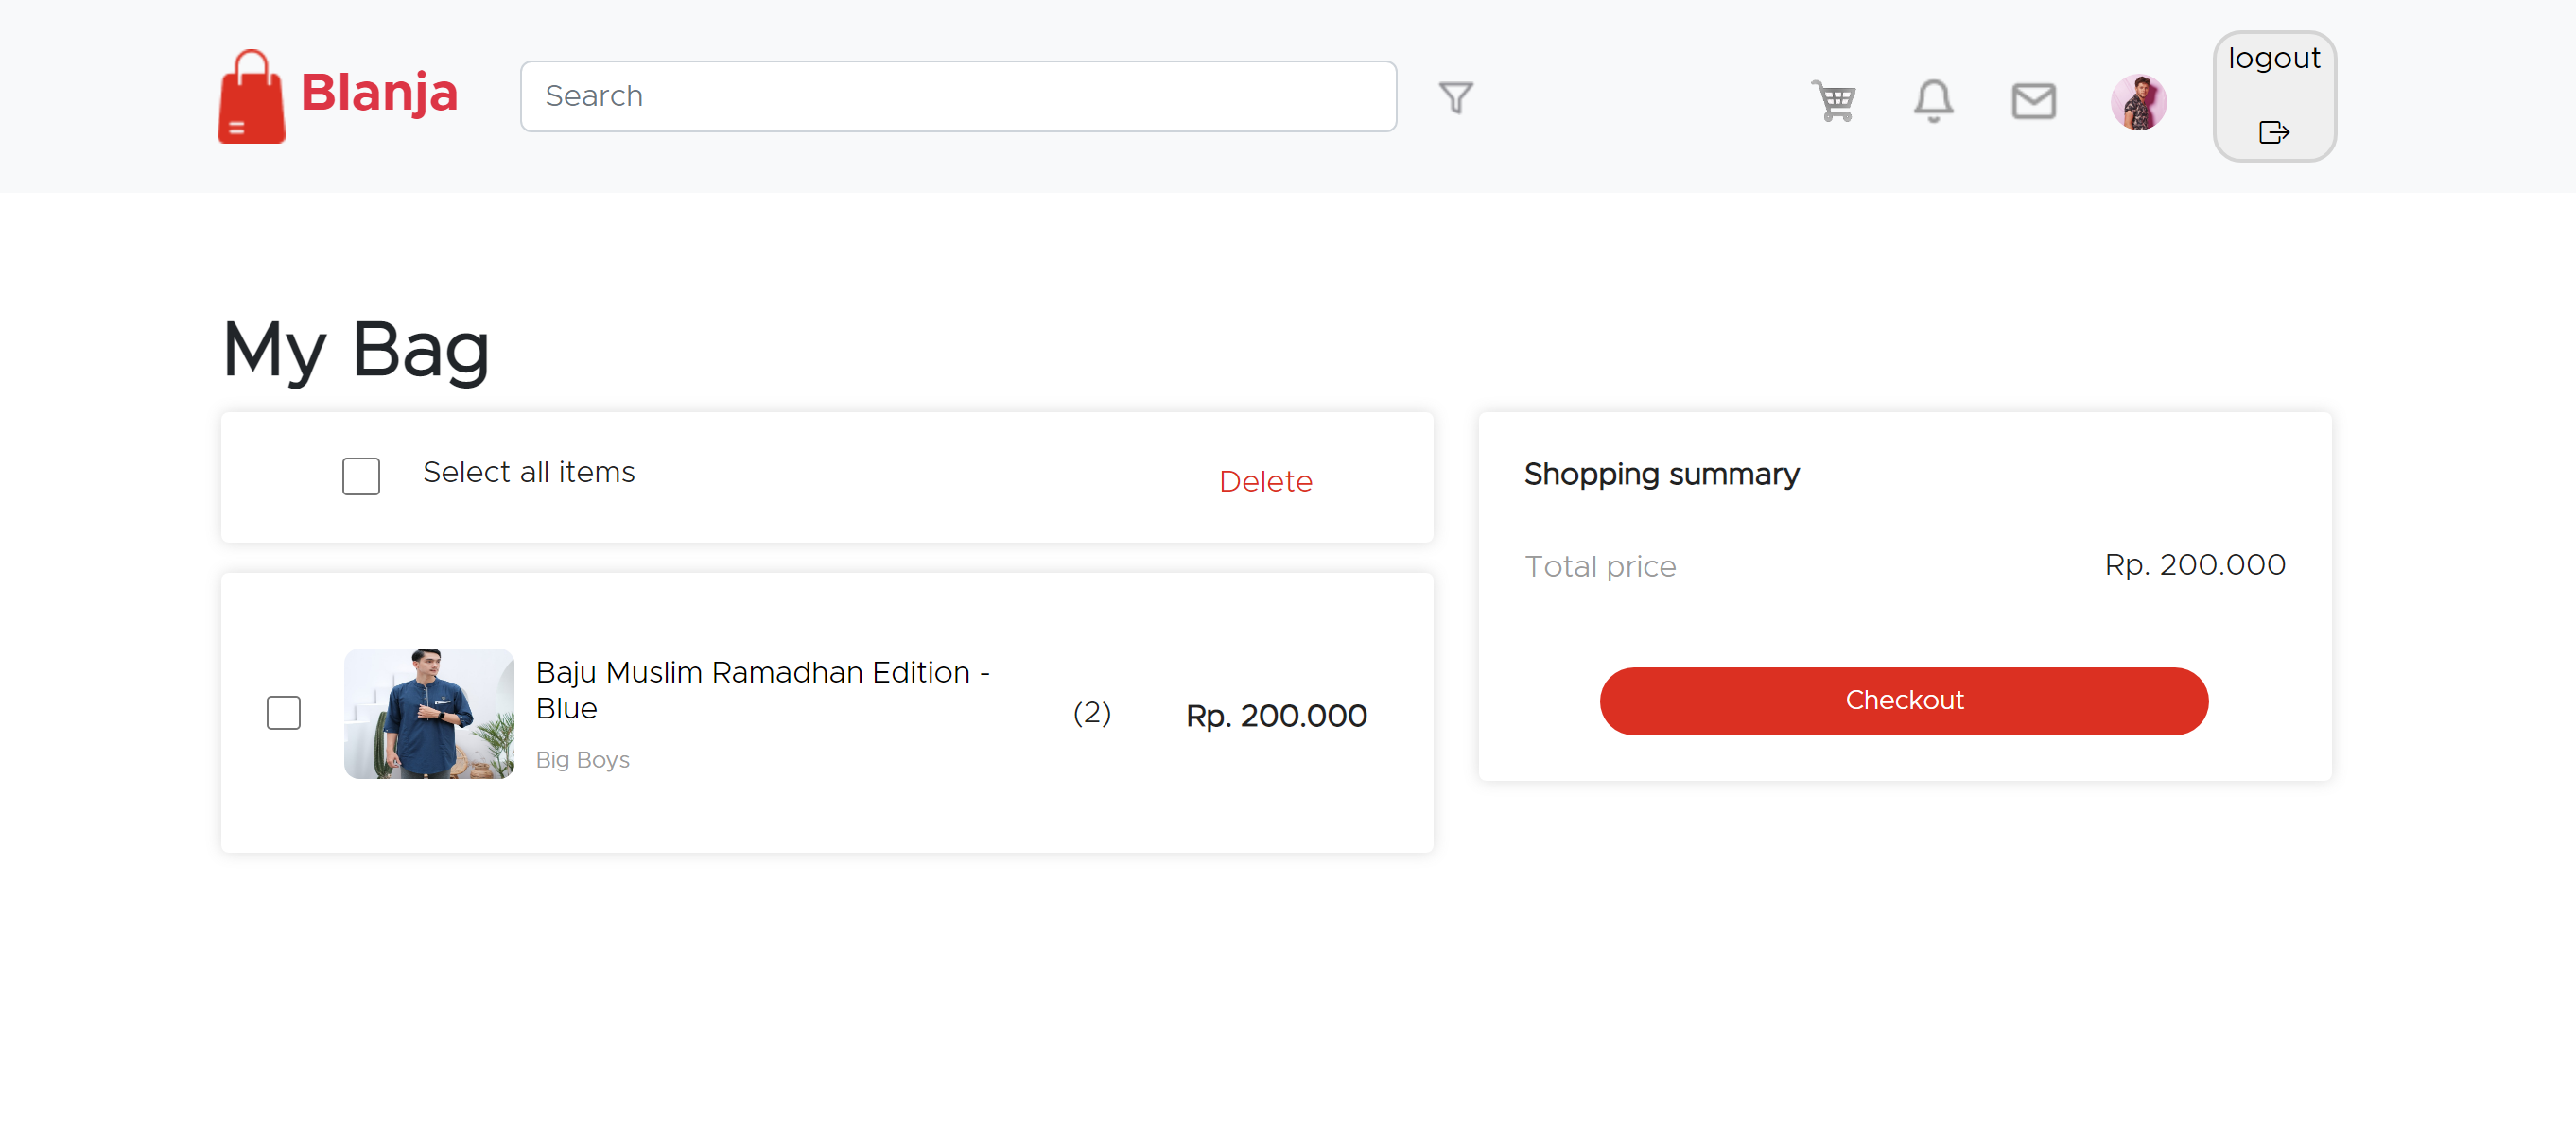 Blanja
Search
logout
My Bag
Select all items
Delete
Baju Muslim Ramadhan Edition -
Blue
Big Boys
(2)
Rp. 200.000
Shopping summary
Total price
Rp. 200.000
Checkout